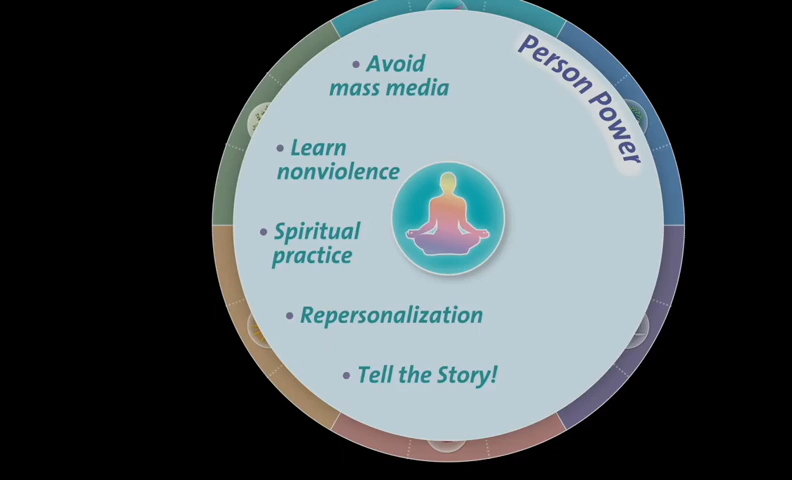 Person Power
• Avoid
mass media
• Learn
nonviolence
• Spiritual
practice
• Repersonalization
• Tell the Story!